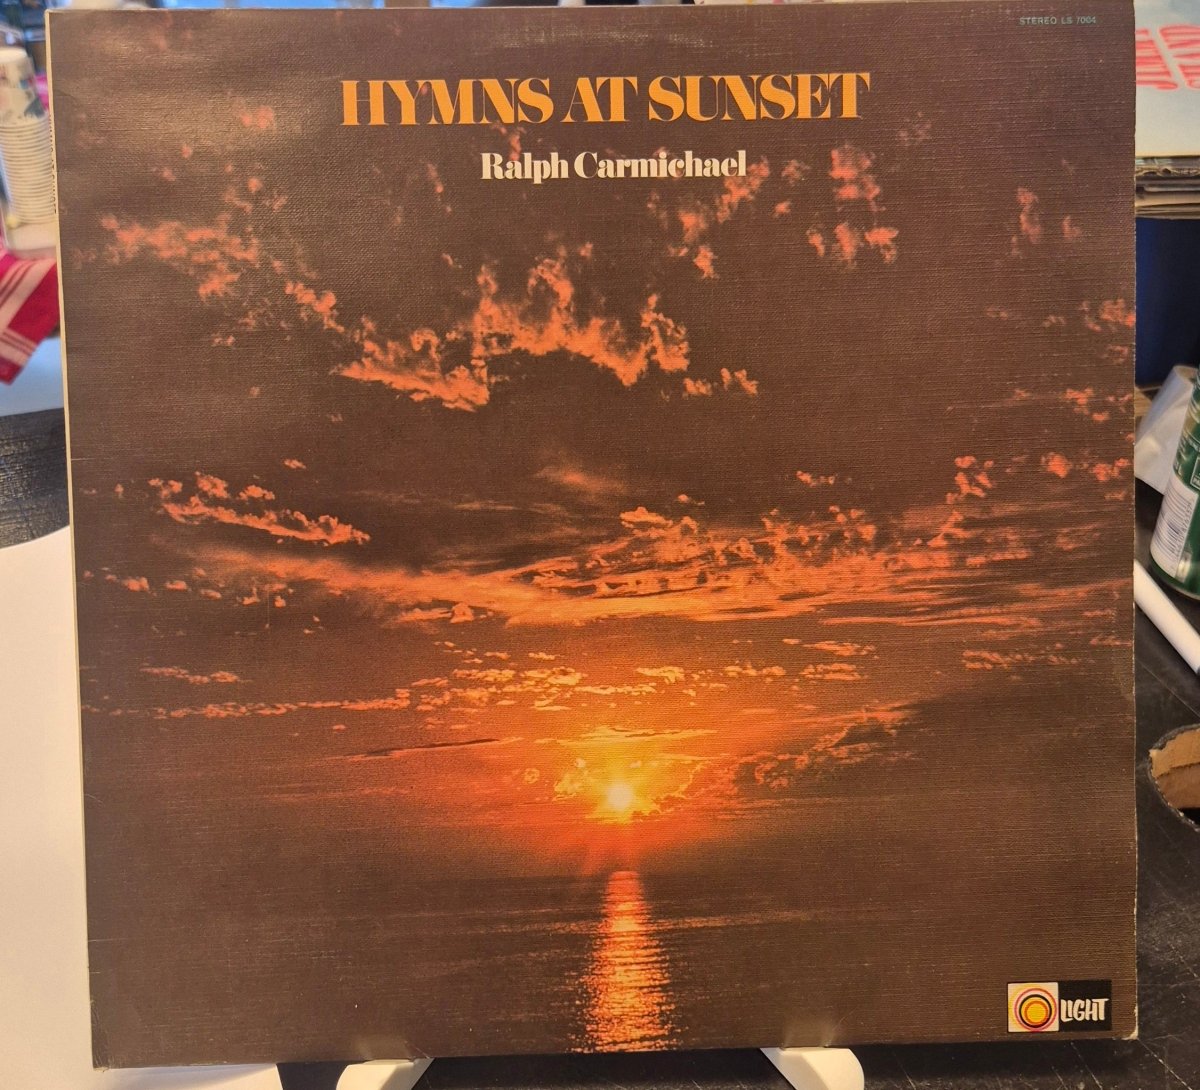 STEREO LS 7004
HYMNS AT SUNSET
Ralph Carmichael
LIGHT